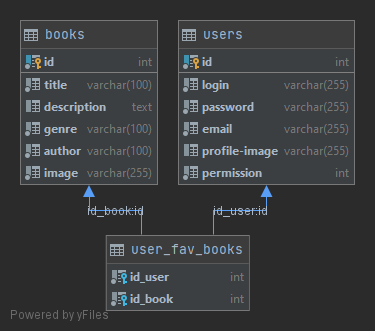 books
id int
title varchar(100)
description text
genre varchar(100)
author varchar(100)
image varchar(255)
users
id int
login varchar(255)
password varchar(255)
email varchar(255)
profile-image varchar(255)
permission int
id_book:id
id_user:id
user_fav_books
id_user int
id_book int
Powered by yFiles